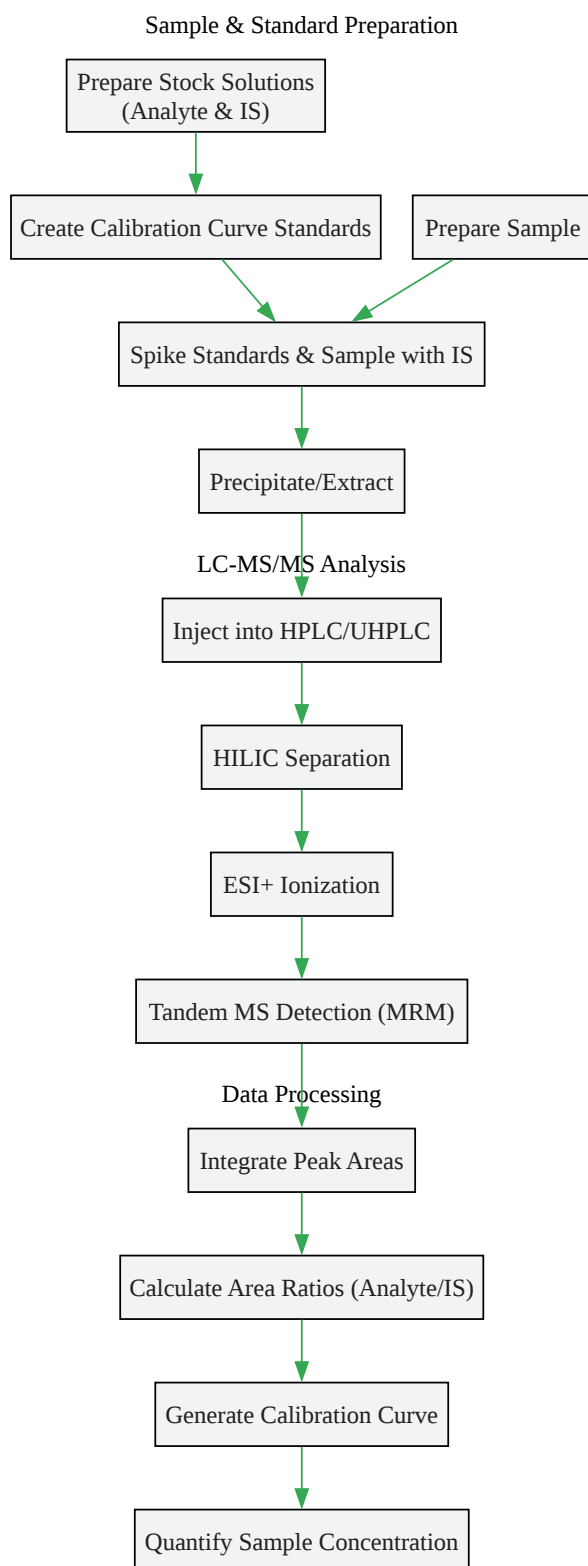 Sample & Standard Preparation
Prepare Stock Solutions
(Analyte & IS)
Create Calibration Curve Standards
Prepare Sample
Spike Standards & Sample with IS
Precipitate/Extract
LC-MS/MS Analysis
Inject into HPLC/UHPLC
HILIC Separation
ESI+ Ionization
Tandem MS Detection (MRM)
Data Processing
Integrate Peak Areas
Calculate Area Ratios (Analyte/IS)
Generate Calibration Curve
Quantify Sample Concentration